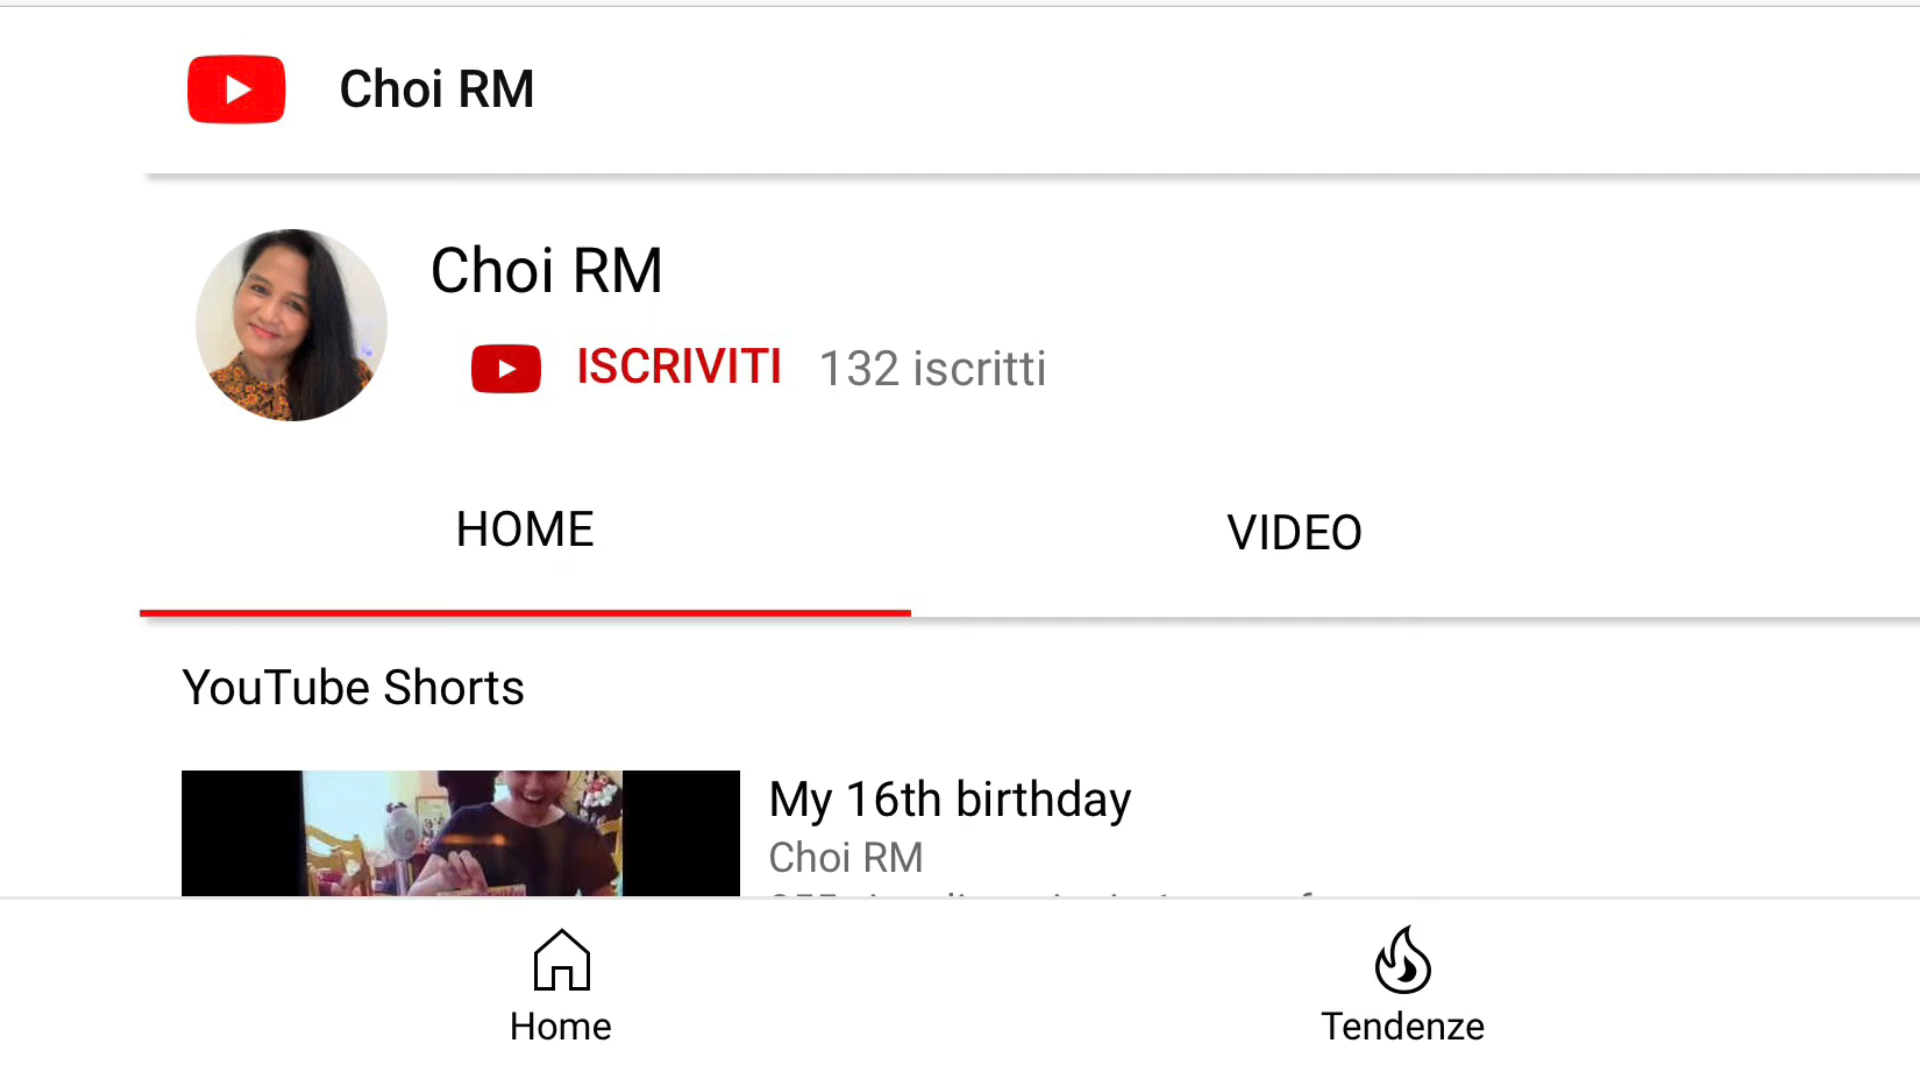 Choi RM
Choi RM
ISCRIVITI 132 iscritti
HOME VIDEO
YouTube Shorts
My 16th birthday
Choi RM
Home Tendenze